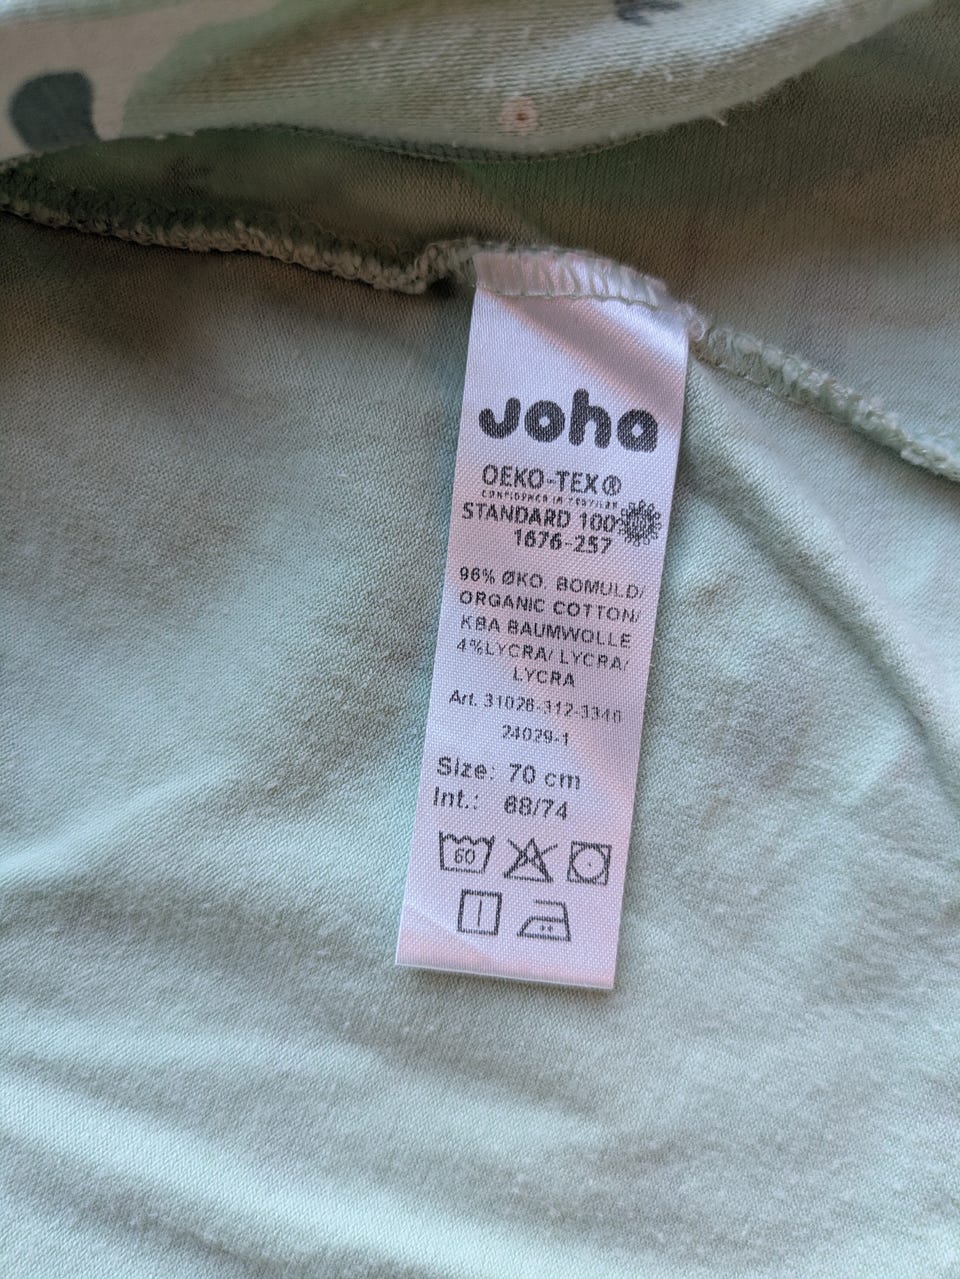 Joha
OEKO-TEX®
CONFIDENCE IN TEXTILES
STANDARD 100
1676-257
96% ØKO. BOMULD/
ORGANIC COTTON/
KBA BAUMWOLLE
4%LYCRA/ LYCRA/
LYCRA
Art. 31028-312-3346
24029-1
Size: 70 cm
Int.: 68/74
60